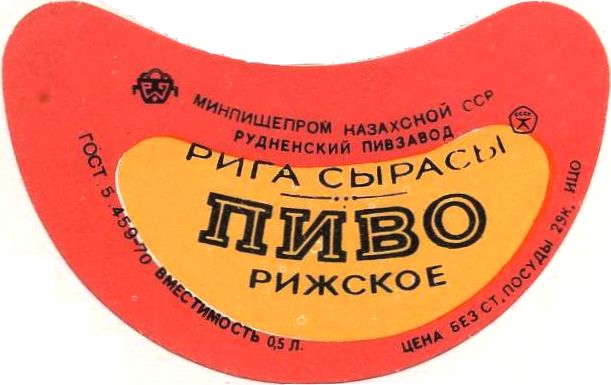 МИНПИЩЕПРОМ КАЗАХСКОЙ ССР
РУДНЕНСКИЙ ПИВЗАВОД
РИГА СЫРАСЫ
ПИВО
РИЖСКОЕ
ГОСТ 5.459-70 ВМЕСТИМОСТЬ 0,5 Л.
ЦЕНА БЕЗ СТ. ПОСУДЫ 29к. ИЦО